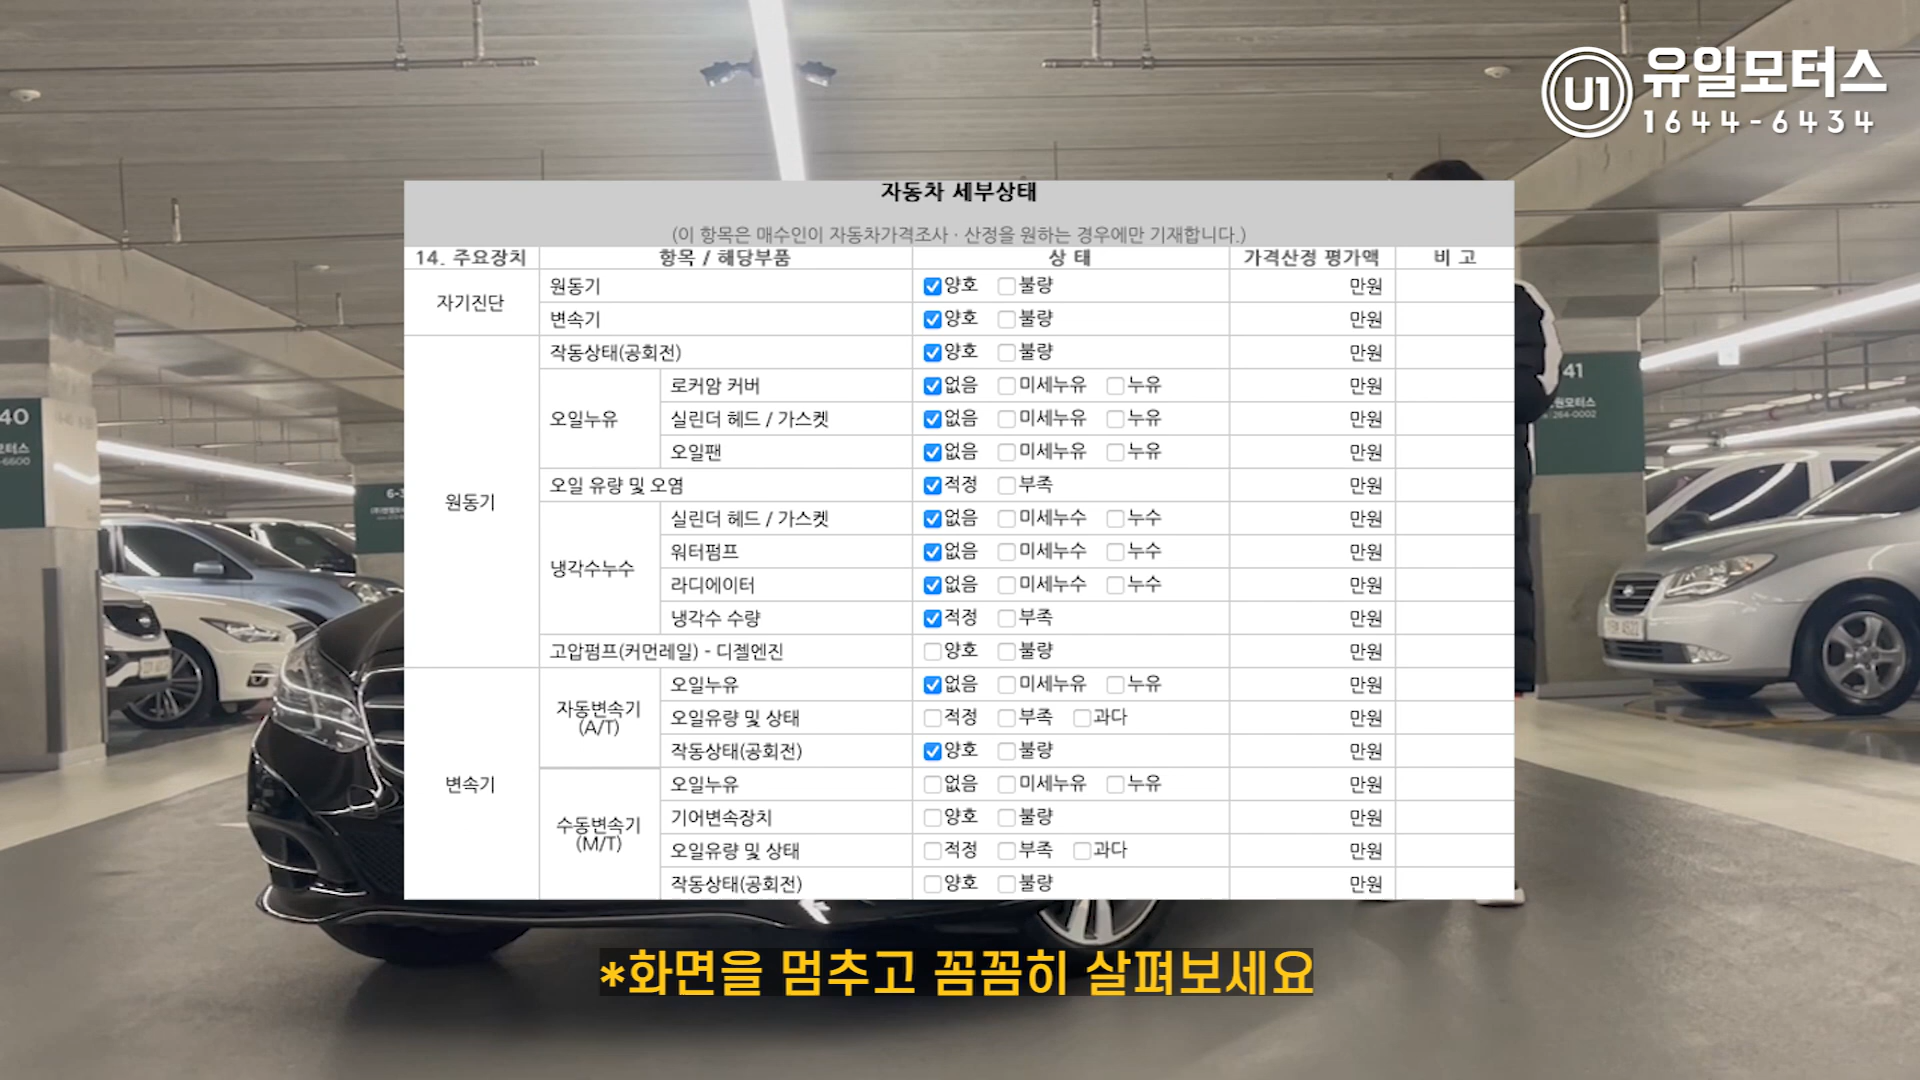 유일모터스
1644-6434
자동차 세부상태
(이 항목은 매수인이 자동차가격조사 · 산정을 원하는 경우에만 기재합니다.)
14. 주요장치 항목 / 해당부품 상 태 가격산정 평가액 비 고
자기진단 원동기 양호 불량 만원
변속기 양호 불량 만원
원동기 작동상태(공회전) 양호 불량 만원
오일누유 로커암 커버 없음 미세누유 누유 만원
실린더 헤드 / 가스켓 없음 미세누유 누유 만원
오일팬 없음 미세누유 누유 만원
오일 유량 및 오염 적정 부족 만원
냉각수누수 실린더 헤드 / 가스켓 없음 미세누수 누수 만원
워터펌프 없음 미세누수 누수 만원
라디에이터 없음 미세누수 누수 만원
냉각수 수량 적정 부족 만원
고압펌프(커먼레일) - 디젤엔진 양호 불량 만원
변속기 자동변속기 (A/T) 오일누유 없음 미세누유 누유 만원
오일유량 및 상태 적정 부족 과다 만원
작동상태(공회전) 양호 불량 만원
수동변속기 (M/T) 오일누유 없음 미세누유 누유 만원
기어변속장치 양호 불량 만원
오일유량 및 상태 적정 부족 과다 만원
작동상태(공회전) 양호 불량 만원
40
6600
41
264-0002
*화면을 멈추고 꼼꼼히 살펴보세요